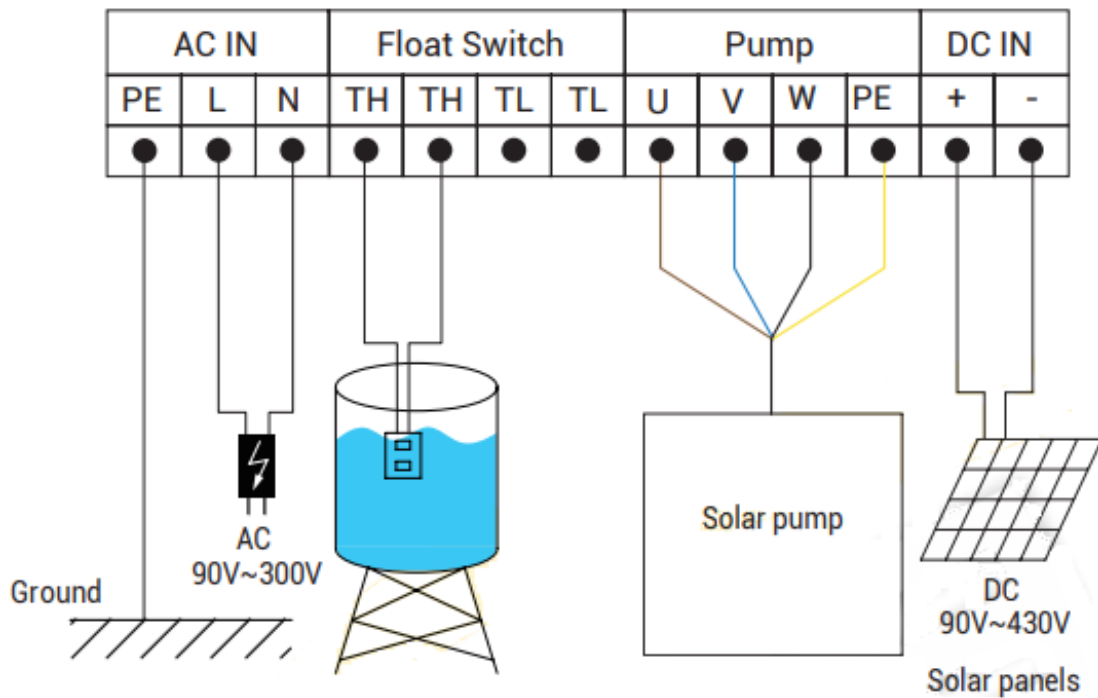 AC IN Float Switch Pump DC IN
PE L N TH TH TL TL U V W PE + -
AC
90V~300V
Ground
Solar pump
DC
90V~430V
Solar panels